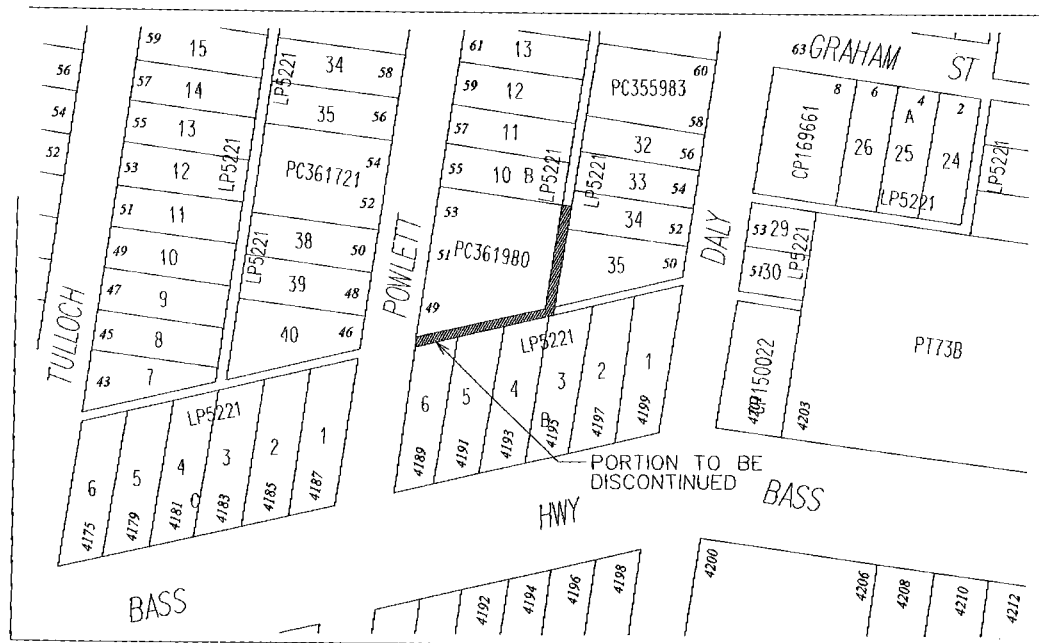 63 GRAHAM ST
59 15
57 14
55 13
53 12
51 11
49 10
47 9
45 8
43 7
56
54
52
TULLOCH
LP5221
LP5221
LP5221
34 58
35 56
PC361721
54
52
38 50
39 48
40 46
LP5221
POWLETT
61 13
59 12
57 11
55 10 B
53
51 PC361980
49
LP5221
LP5221
60
PC355983
58
32 56
33 54
34 52
35 50
DALY
8 6 4 2
CP169661
26
A
25
24
LP5221
LP5221
53 29
51 30
LP5221
CP150022
4201
4203
PT73B
LP5221
6 5 4 3 2 1
4175 4179 4181 C 4183 4185 4187
LP5221
6 5 4 3 2 1
B
4189 4191 4193 4195 4197 4199
PORTION TO BE
DISCONTINUED
BASS
HWY
BASS
4192 4194 4196 4198
4200
4206 4208 4210 4212